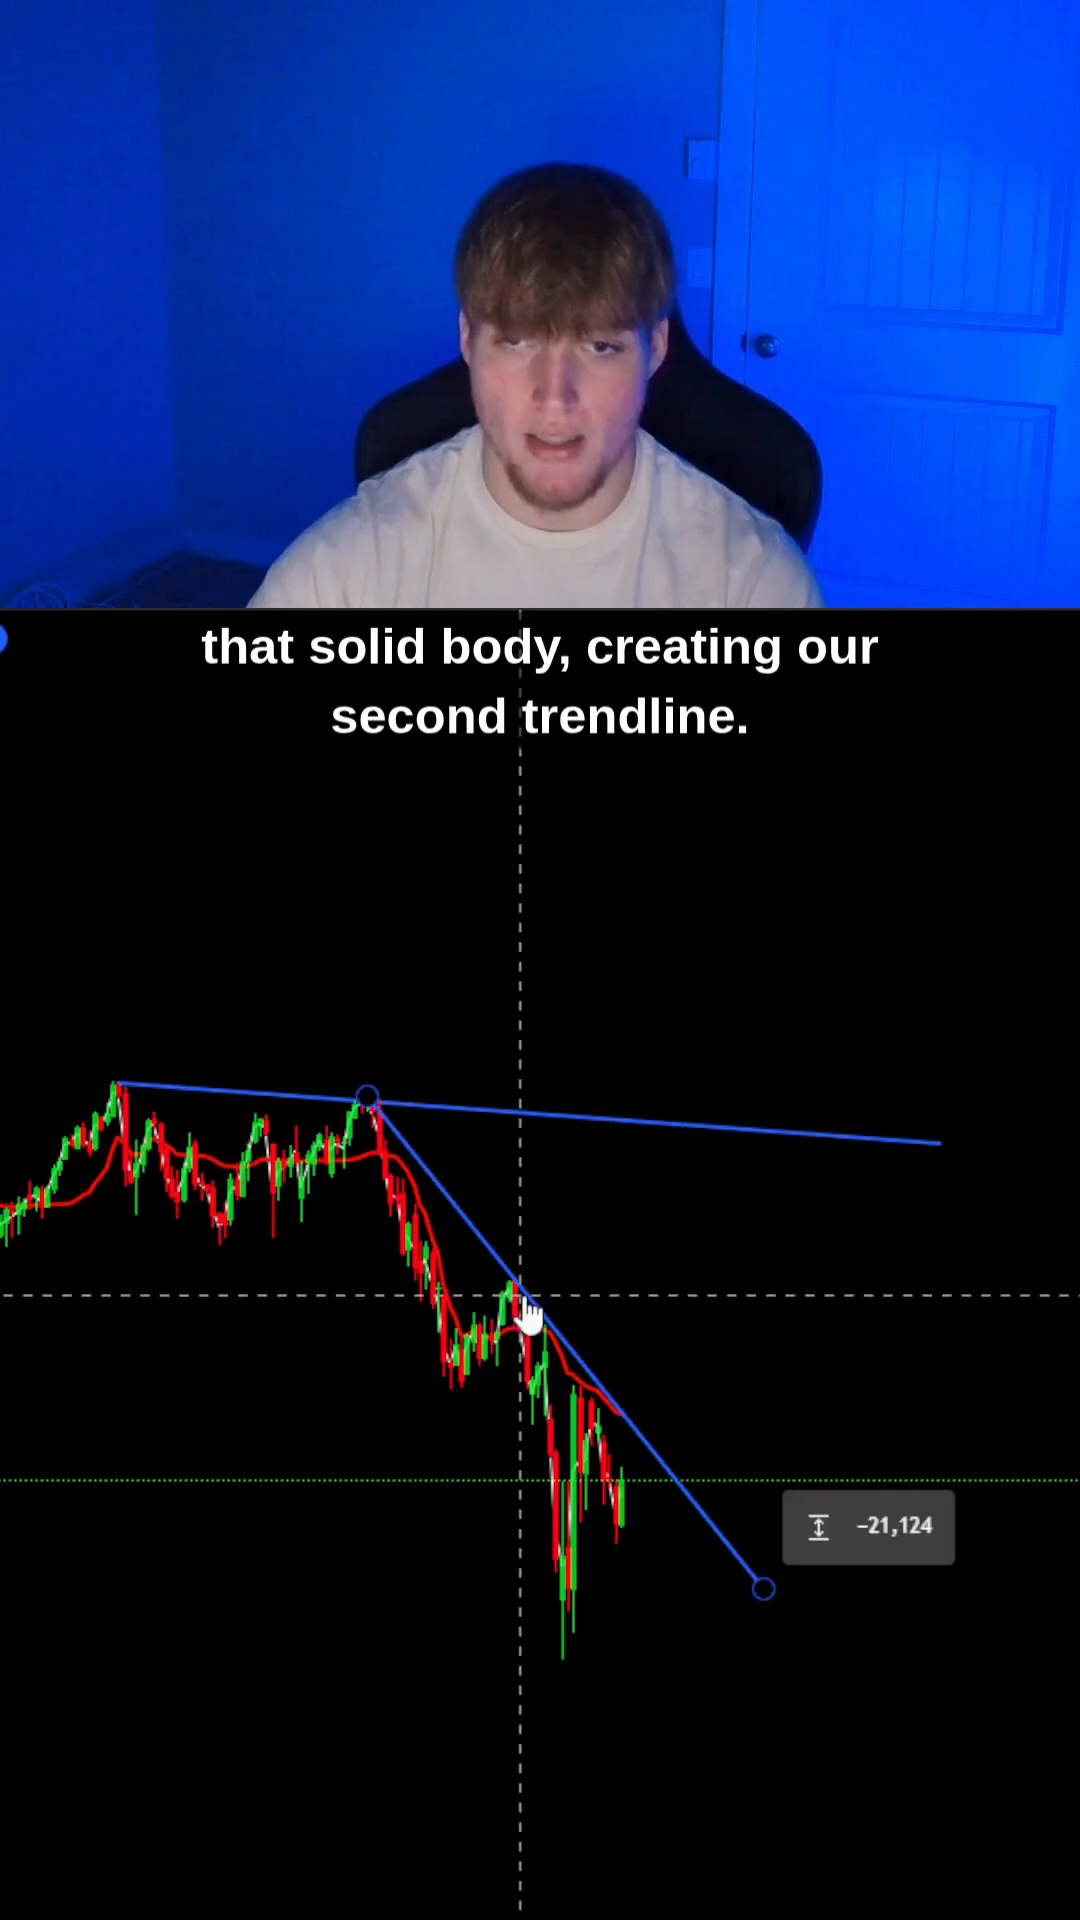 that solid body, creating our
second trendline.
−21,124